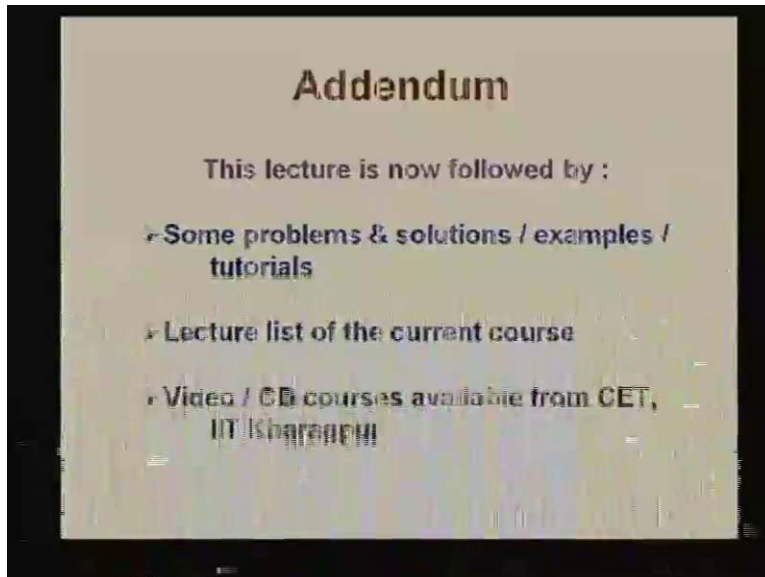 Addendum
This lecture is now followed by :
➢Some problems & solutions / examples /
tutorials
➢Lecture list of the current course
➢Video / CD courses available from CET,
IIT Kharagpur